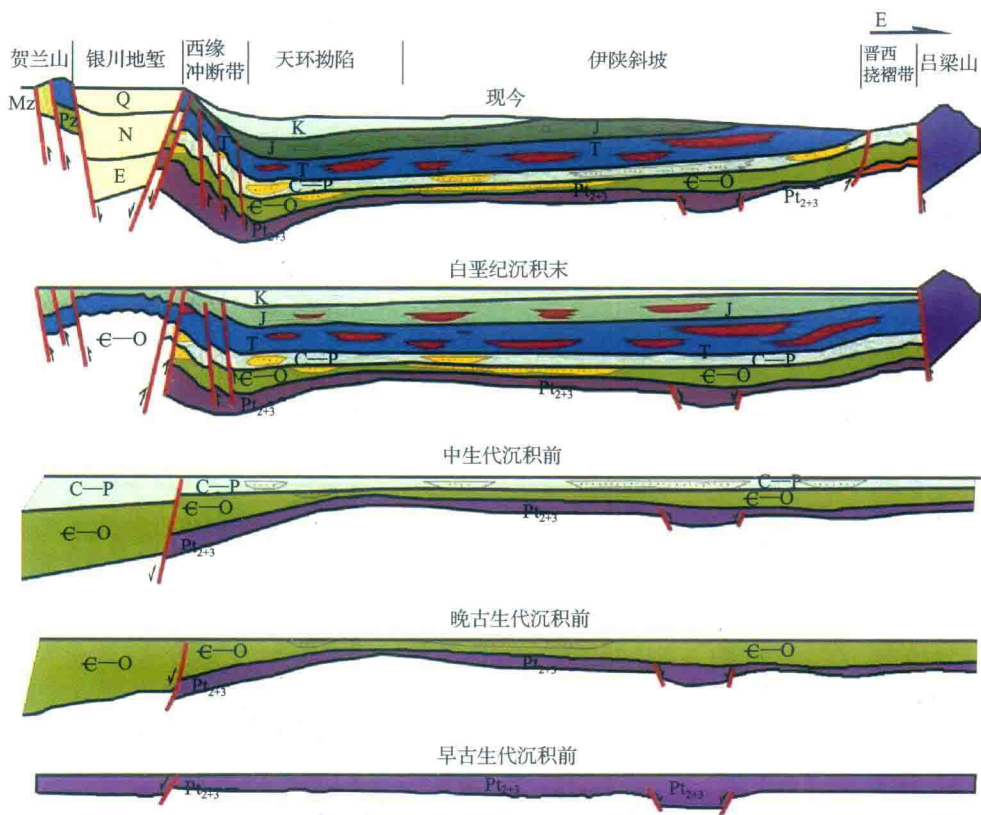 E
贺兰山 银川地堑 西缘冲断带 天环拗陷 伊陕斜坡 晋西挠褶带 吕梁山
现今
Mz Pz Q K J
N T J T
E T
C—P
Ꞓ—O Ꞓ—O
Pt2+3 Pt2+3 Pt2+3
白垩纪沉积末
K
J J
Ꞓ—O T T
C—P C—P
Ꞓ—O Ꞓ—O
Pt2+3 Pt2+3
中生代沉积前
C—P C—P C—P
Ꞓ—O Ꞓ—O Ꞓ—O
Pt2+3 Pt2+3
晚古生代沉积前
Ꞓ—O Ꞓ—O Ꞓ—O
Pt2+3 Pt2+3
早古生代沉积前
Pt2+3 Pt2+3 Pt2+3